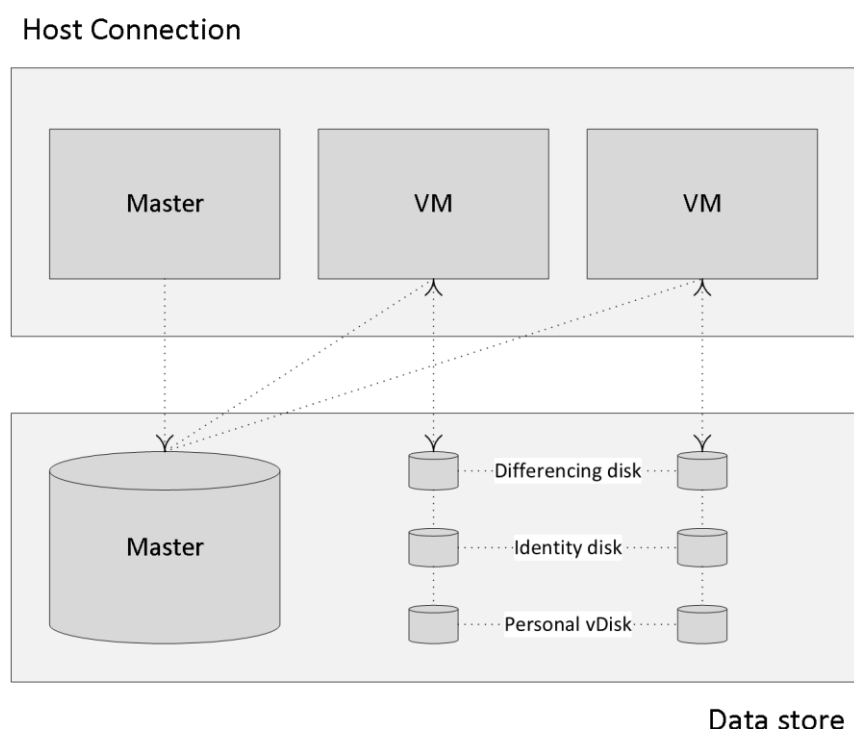 Host Connection
Master
VM
VM
Master
Differencing disk
Identity disk
Personal vDisk
Data store